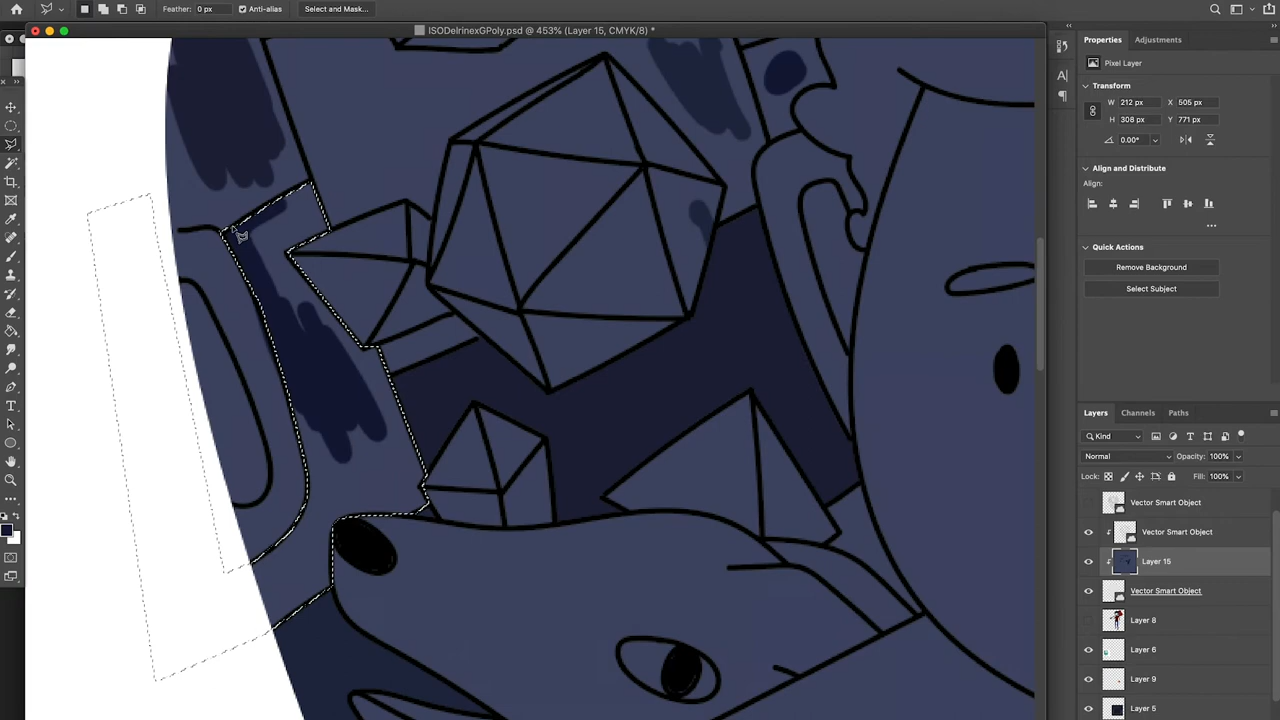 Feather: 0 px Anti-alias Select and Mask...
ISODelrinexGPoly.psd @ 453% (Layer 15, CMYK/8) *
Properties Adjustments
Pixel Layer
Transform
W 212 px X 505 px
H 308 px Y 771 px
0.00°
Align and Distribute
Align:
Quick Actions
Remove Background
Select Subject
Layers Channels Paths
Kind
Normal Opacity: 100%
Lock: Fill: 100%
Vector Smart Object
Vector Smart Object
Layer 15
Vector Smart Object
Layer 8
Layer 6
Layer 9
Layer 5